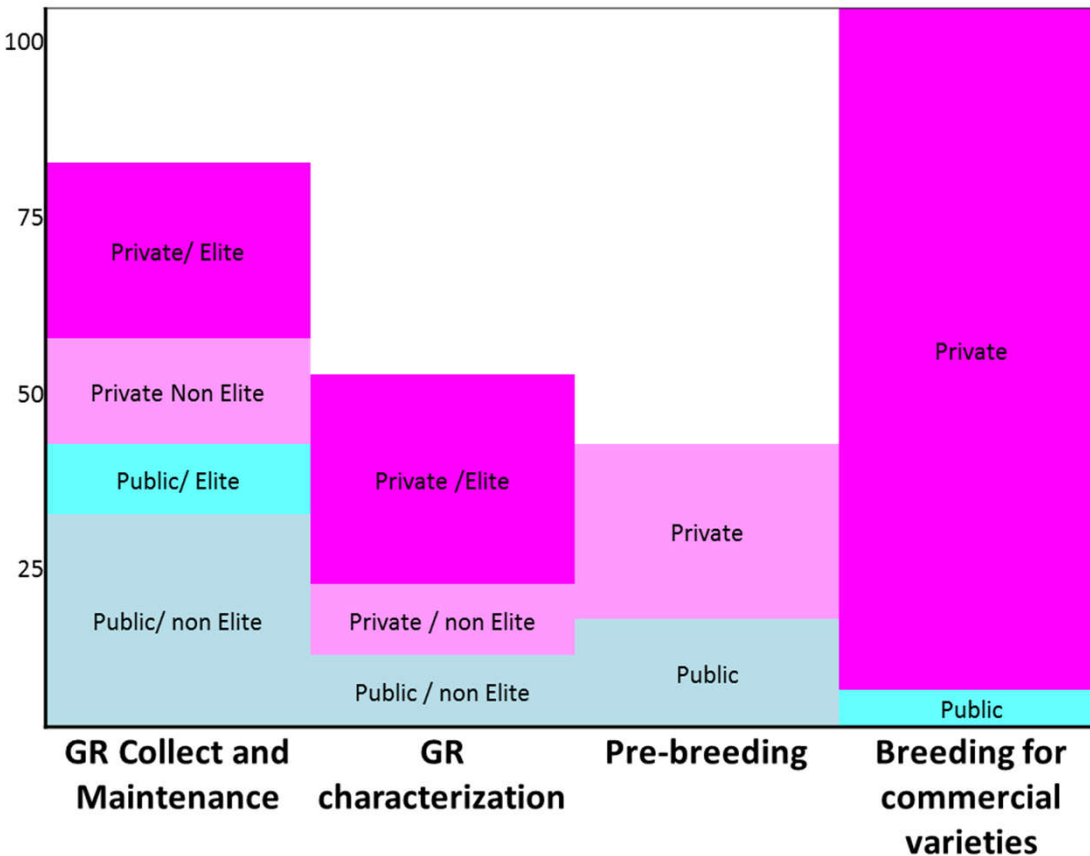 100
75
50
25
Private/ Elite
Private Non Elite
Public/ Elite
Public/ non Elite
Private /Elite
Private / non Elite
Public / non Elite
Private
Public
Private
Public
GR Collect and
Maintenance
GR
characterization
Pre-breeding
Breeding for
commercial
varieties